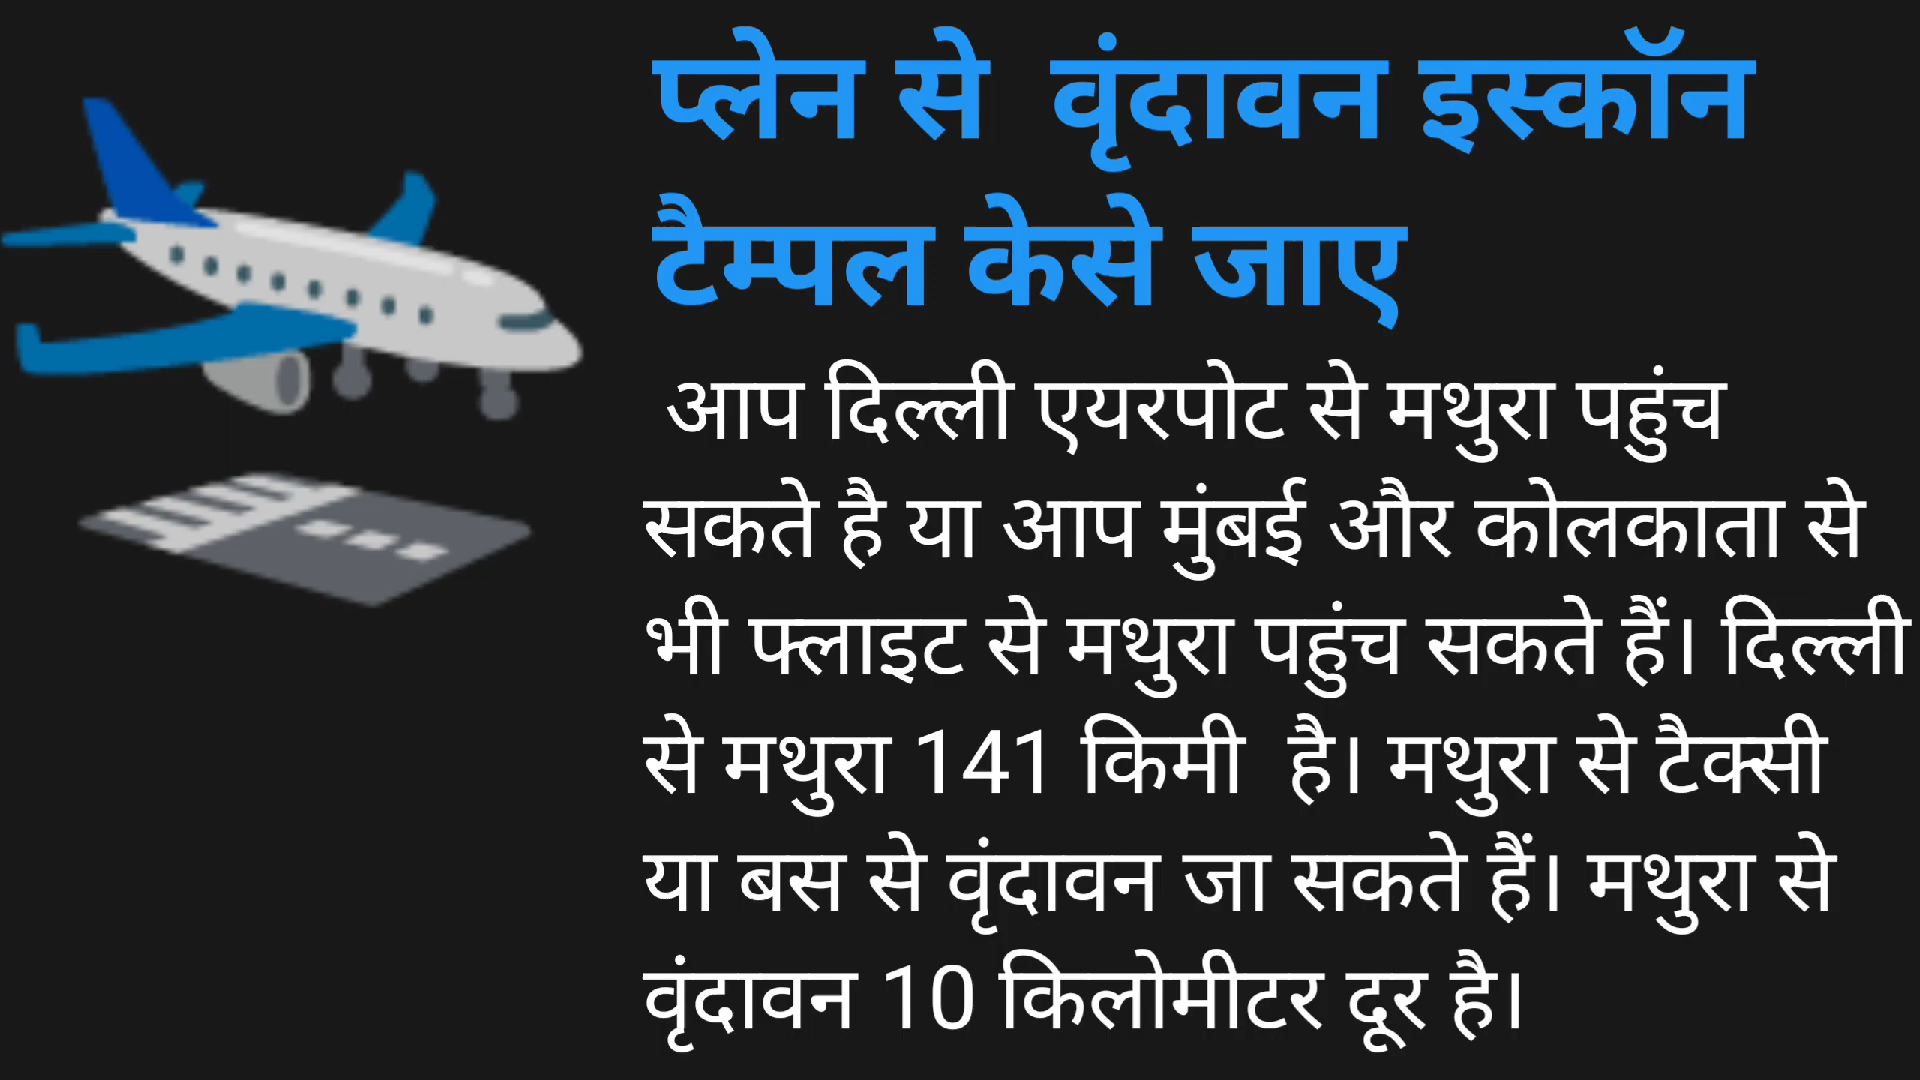 प्लेन से वृंदावन इस्कॉन
टैम्पल केसे जाए
आप दिल्ली एयरपोट से मथुरा पहुंच
सकते है या आप मुंबई और कोलकाता से
भी फ्लाइट से मथुरा पहुंच सकते हैं। दिल्ली
से मथुरा 141 किमी है। मथुरा से टैक्सी
या बस से वृंदावन जा सकते हैं। मथुरा से
वृंदावन 10 किलोमीटर दूर है।